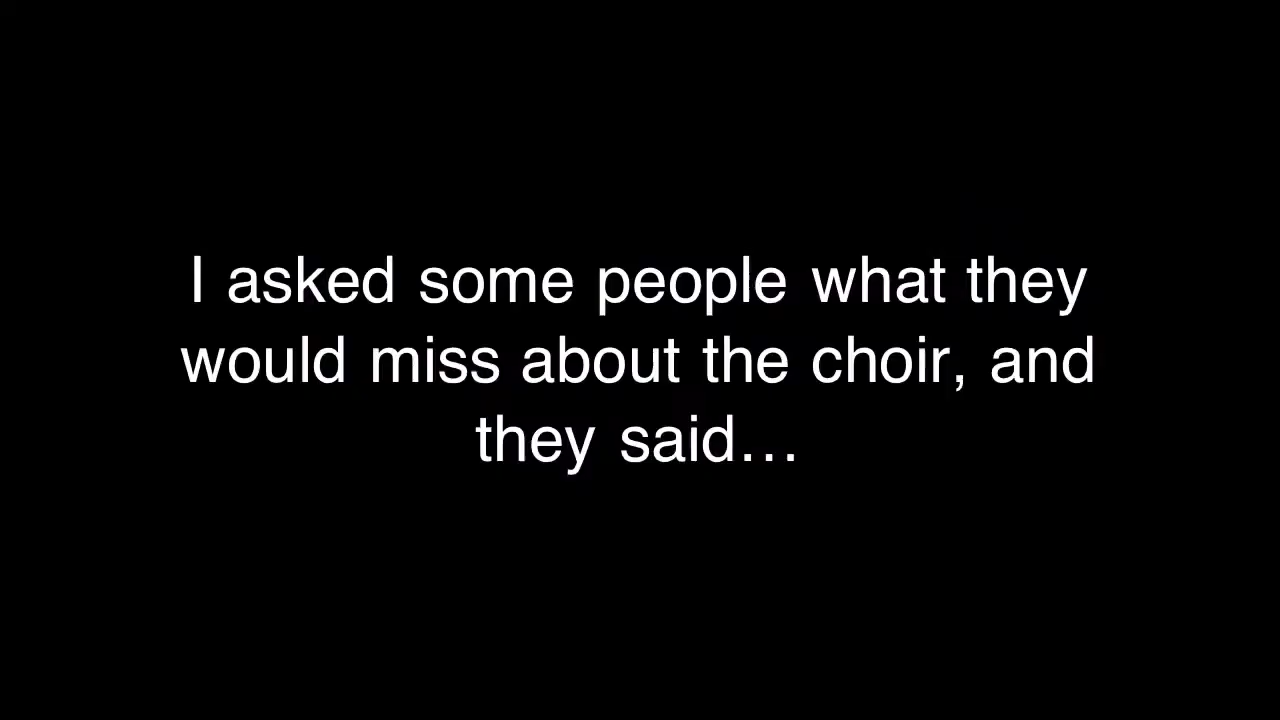 I asked some people what they
would miss about the choir, and
they said…